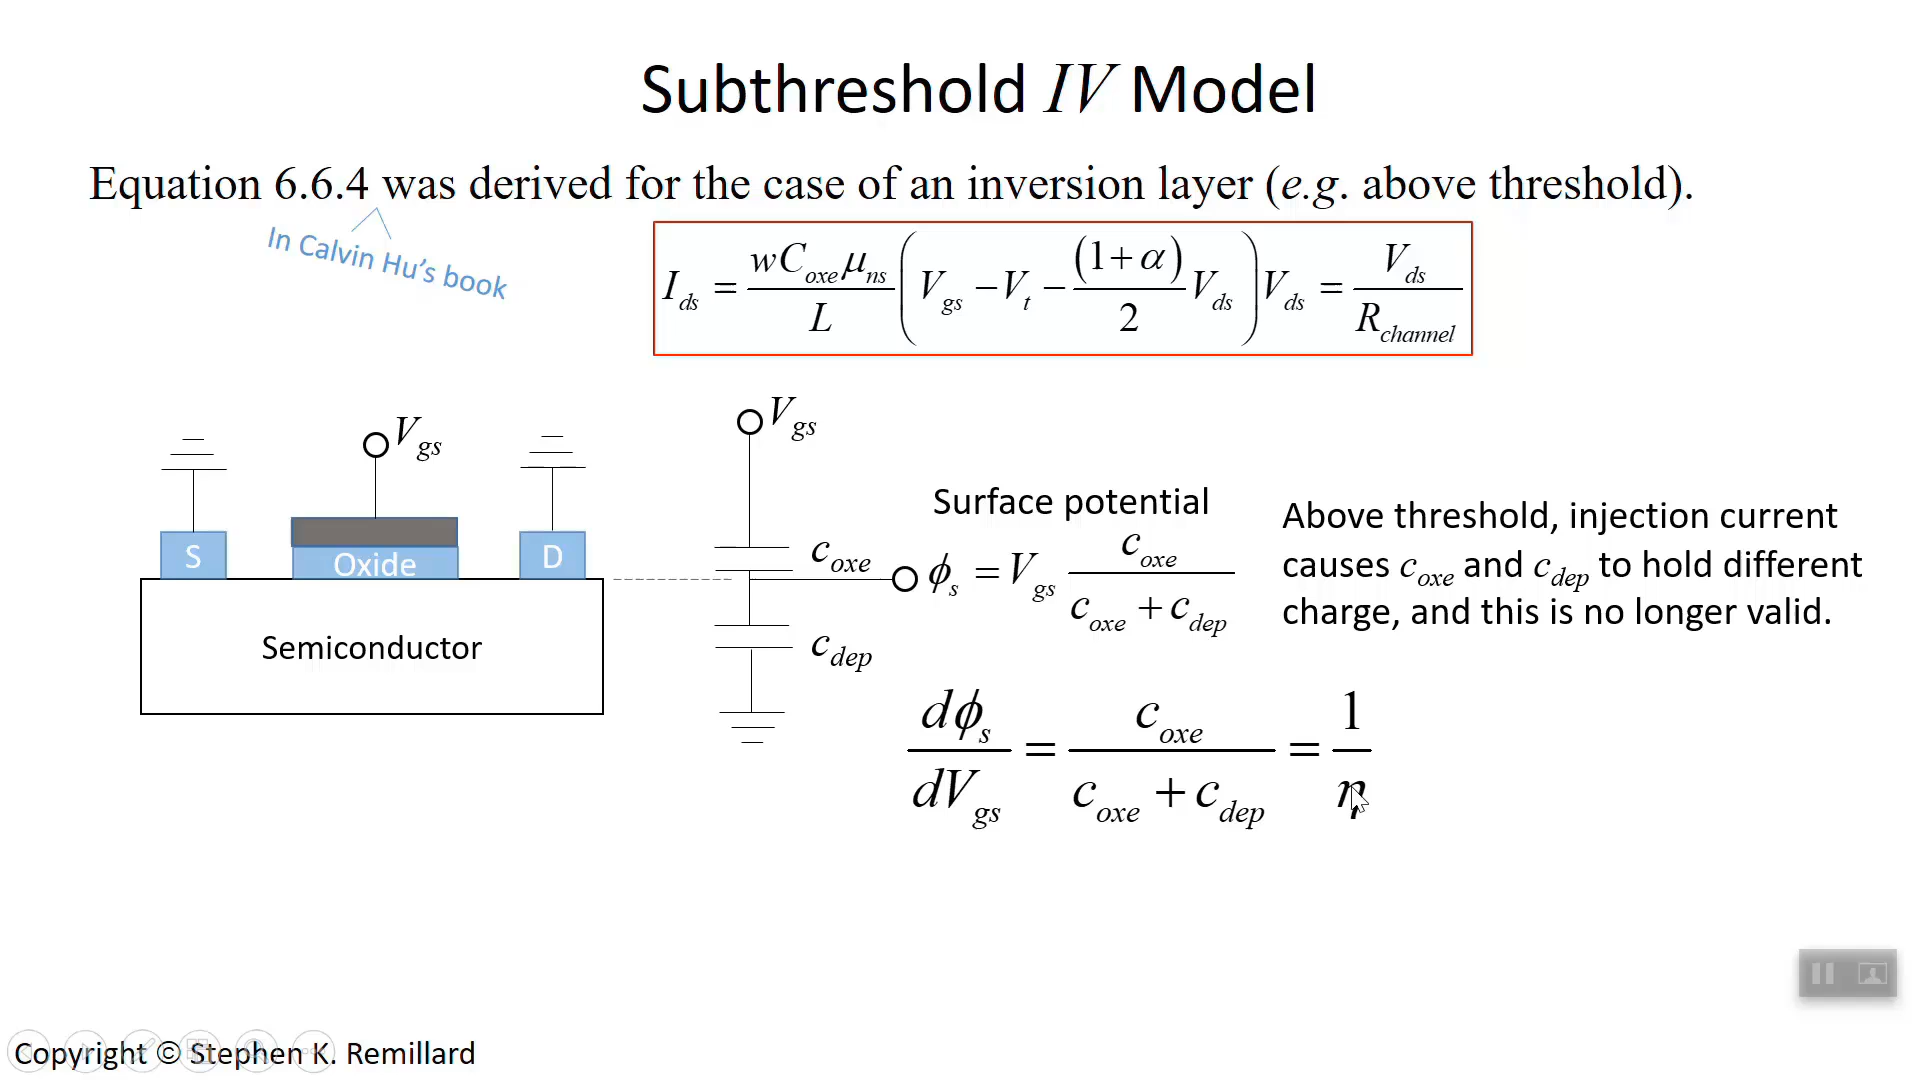 Subthreshold IV Model
Equation 6.6.4 was derived for the case of an inversion layer (e.g. above threshold).
In Calvin Hu's book
I_ds = (wC_oxe μ_ns / L) (V_gs − V_t − ((1+α) / 2) V_ds) V_ds = V_ds / R_channel
V_gs
S
Oxide
D
Semiconductor
V_gs
c_oxe
c_dep
Surface potential
ϕ_s = V_gs c_oxe / (c_oxe + c_dep)
Above threshold, injection current
causes c_oxe and c_dep to hold different
charge, and this is no longer valid.
dϕ_s / dV_gs = c_oxe / (c_oxe + c_dep) = 1 / η
Copyright © Stephen K. Remillard